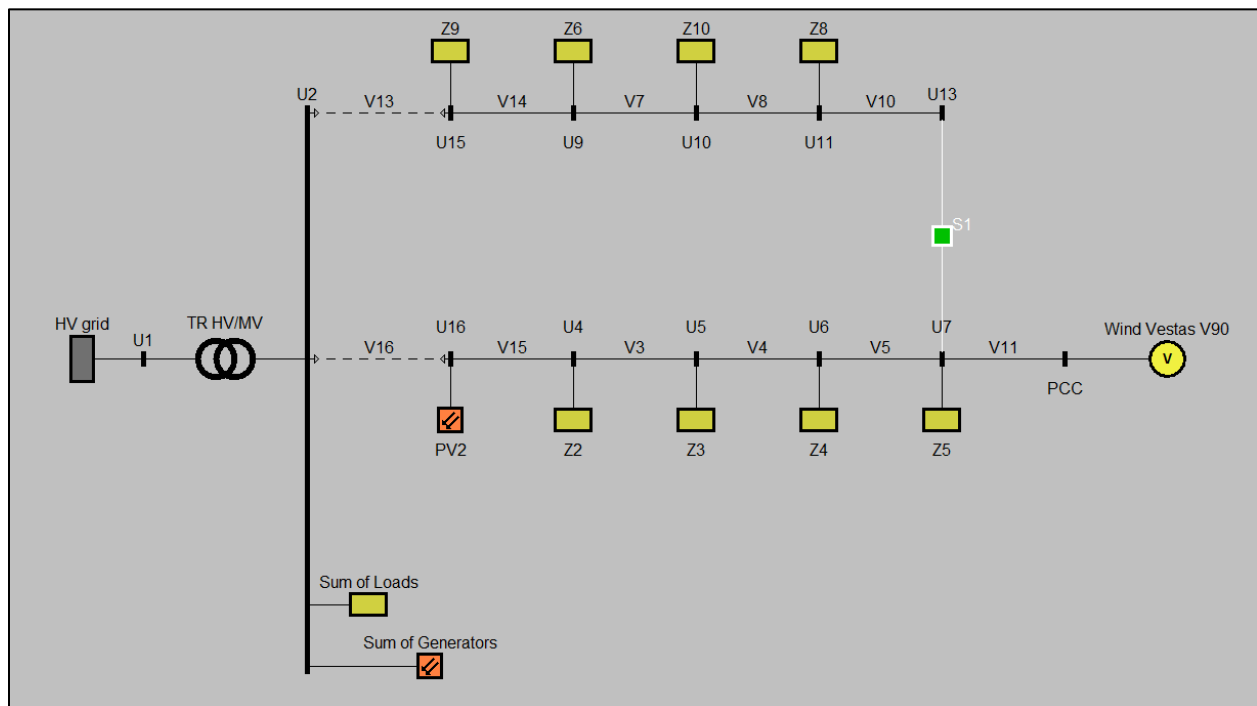 Z9
Z6
Z10
Z8
U2
V13
V14
V7
V8
V10
U13
U15
U9
U10
U11
S1
HV grid
U1
TR HV/MV
V16
U16
V15
U4
V3
U5
V4
U6
V5
U7
V11
Wind Vestas V90
V
PCC
PV2
Z2
Z3
Z4
Z5
Sum of Loads
Sum of Generators